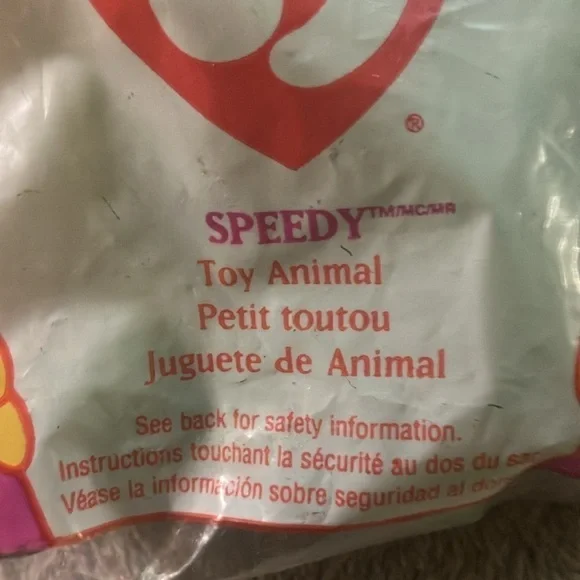 ®
SPEEDY™/MC/MR
Toy Animal
Petit toutou
Juguete de Animal
See back for safety information.
Instructions touchant la sécurité au dos du
Véase la información sobre seguridad al